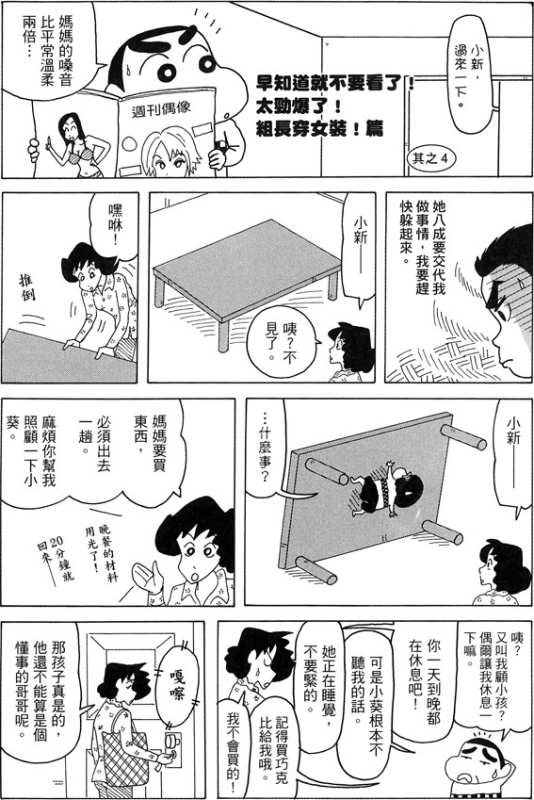 小新，
過來一下。
早知道就不要看了！
太勁爆了！
組長穿女裝！篇
其之4
媽媽的嗓音
比平常溫柔
兩倍…
週刊偶像
她八成要交代我
做事情，我要趕
快躲起來。
小新——
咦？不
見了。
嘿咻！
推倒
小新——
…什麼事？
媽媽要買
東西，
必須出去
一趟。
麻煩你幫我
照顧一下小
葵。
晚餐的材料
用光了！
20分鐘就
回來——
咦？
又叫我顧小孩？
偶爾讓我休息一
下嘛。
你一天到晚都
在休息吧！
可是小葵根本不
聽我的話。
她正在睡覺，
不要緊的。
記得買巧克
比給我哦。
我不會買的！
嘎嚓
那孩子真是的，
他還不能算是個
懂事的哥哥呢。